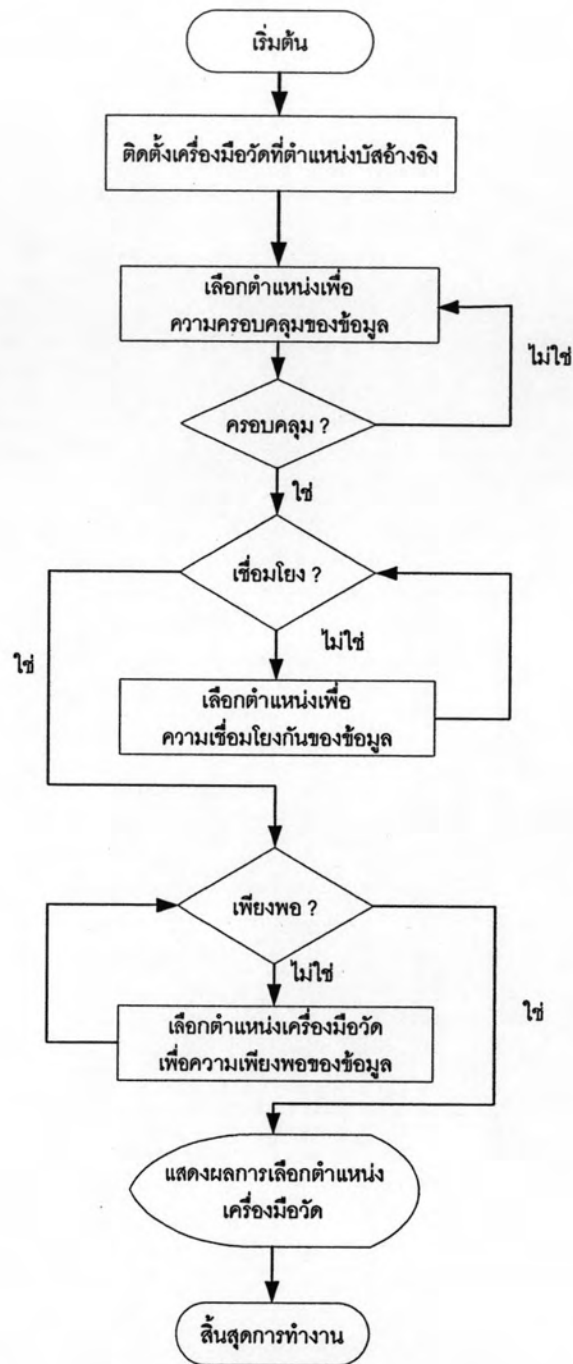 เริ่มต้น
ติดตั้งเครื่องมือวัดที่ตำแหน่งบัสอ้างอิง
เลือกตำแหน่งเพื่อ
ความครอบคลุมของข้อมูล
ไม่ใช่
ครอบคลุม ?
ใช่
เชื่อมโยง ?
ไม่ใช่
ใช่
เลือกตำแหน่งเพื่อ
ความเชื่อมโยงกันของข้อมูล
เพียงพอ ?
ไม่ใช่
ใช่
เลือกตำแหน่งเครื่องมือวัด
เพื่อความเพียงพอของข้อมูล
แสดงผลการเลือกตำแหน่ง
เครื่องมือวัด
สิ้นสุดการทำงาน